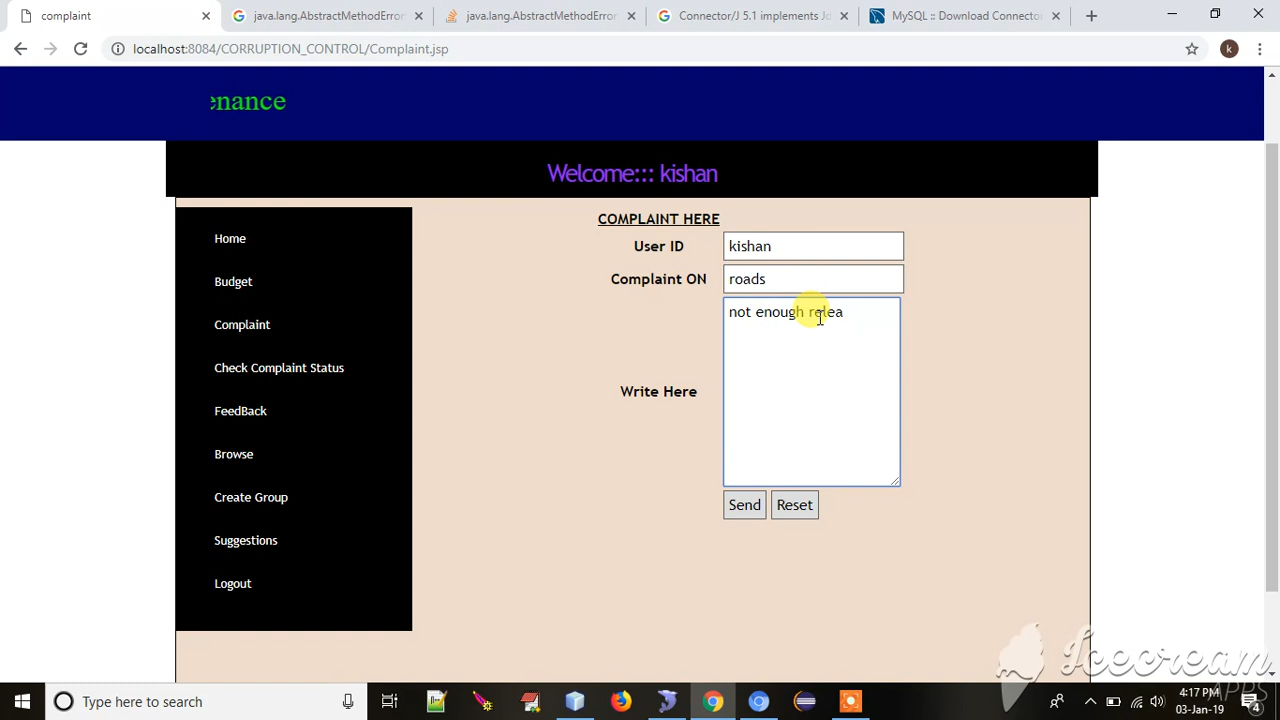 complaint
java.lang.AbstractMethodError
java.lang.AbstractMethodError
Connector/J 5.1 implements Jd
MySQL :: Download Connector
localhost:8084/CORRUPTION_CONTROL/Complaint.jsp
k
enance
Welcome::: kishan
COMPLAINT HERE
Home
User ID kishan
Budget
Complaint ON roads
not enough relea
Complaint
Check Complaint Status
Write Here
FeedBack
Browse
Create Group
Send Reset
Suggestions
Logout
Icecream
APPS
Type here to search
4:17 PM
03-Jan-19
4